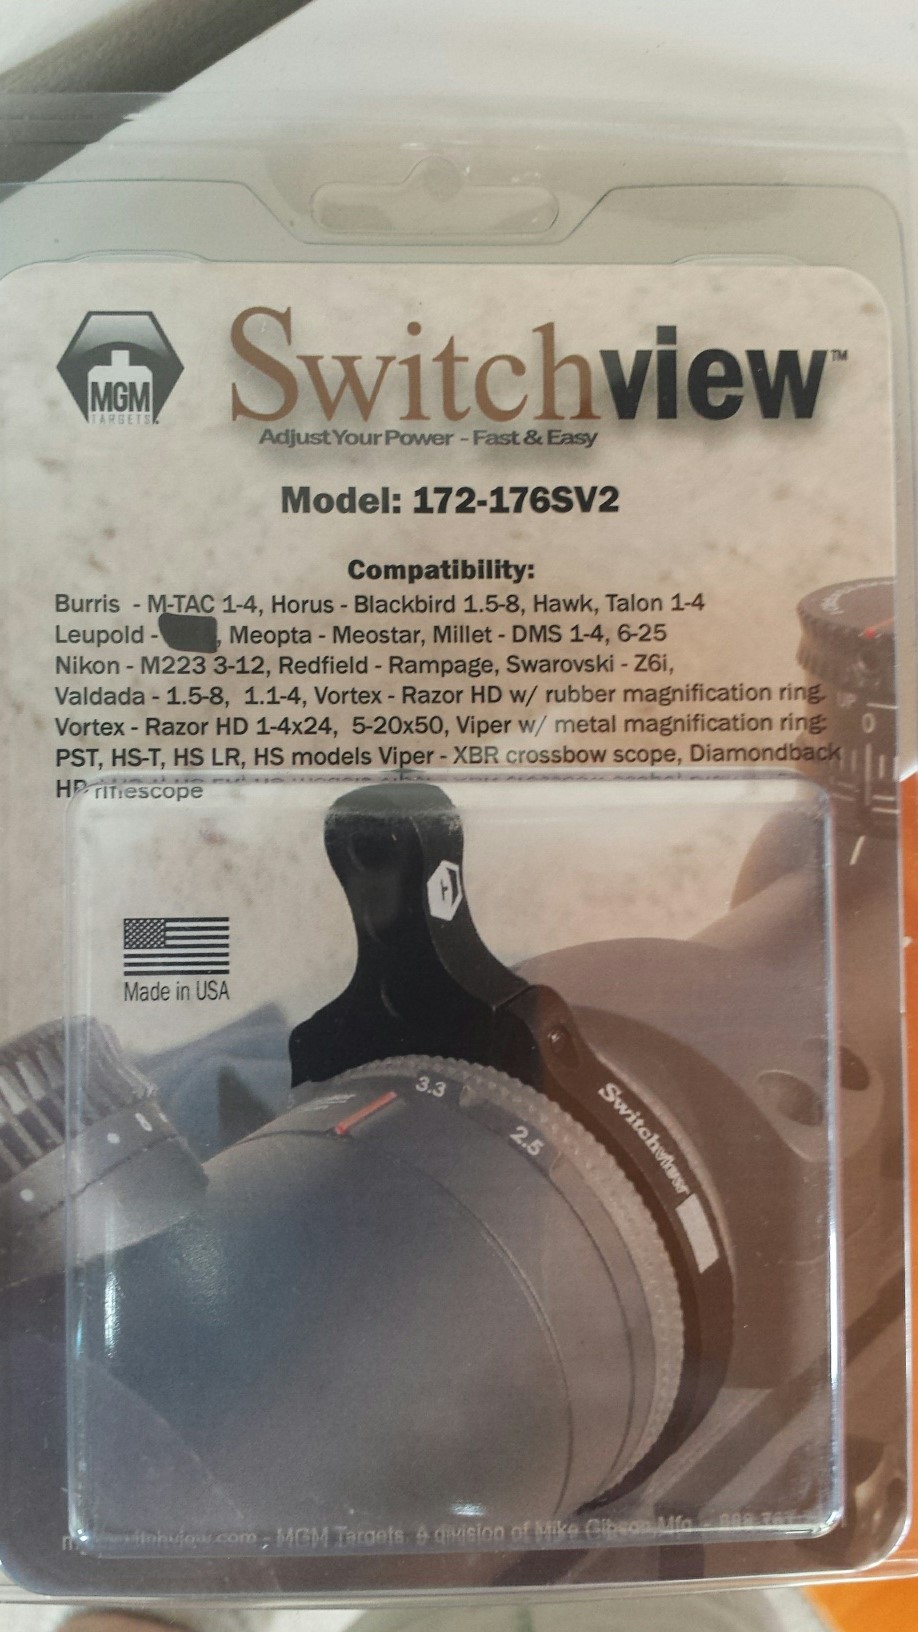 MGM
TARGETS
Switchview™
Adjust Your Power - Fast & Easy
Model: 172-176SV2
Compatibility:
Burris - M-TAC 1-4, Horus - Blackbird 1.5-8, Hawk, Talon 1-4
Leupold - , Meopta - Meostar, Millet - DMS 1-4, 6-25
Nikon - M223 3-12, Redfield - Rampage, Swarovski - Z6i,
Valdada - 1.5-8, 1.1-4, Vortex - Razor HD w/ rubber magnification ring.
Vortex - Razor HD 1-4x24, 5-20x50, Viper w/ metal magnification ring:
PST, HS-T, HS LR, HS models Viper - XBR crossbow scope, Diamondback
HP riflescope
UP
0
Made in USA
3.3
2.5
Switchview
0
MGM Targets. A division of Mike Gibson Mfg